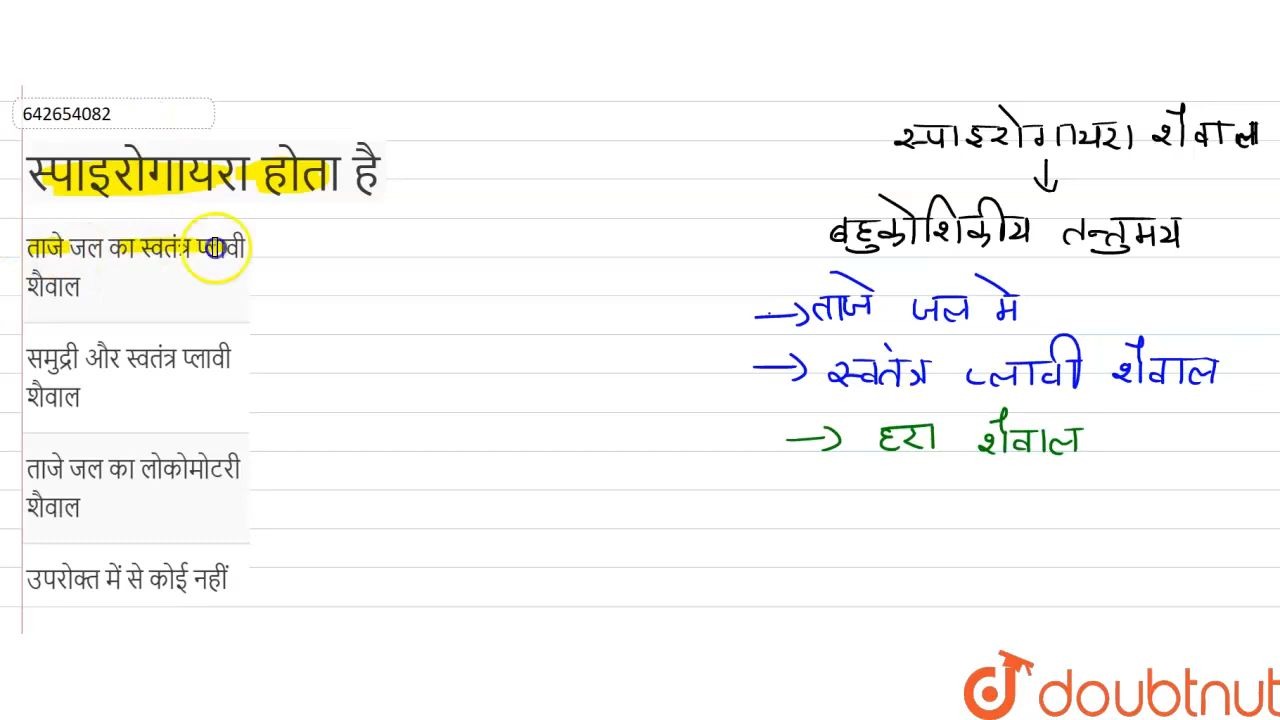 642654082
स्पाइरोगायरा होता है
ताजे जल का स्वतंत्र प्लावी
शैवाल
समुद्री और स्वतंत्र प्लावी
शैवाल
ताजे जल का लोकोमोटरी
शैवाल
उपरोक्त में से कोई नहीं
स्पाइरोगायरा शैवाल
↓
बहुकोशिकीय तन्तुमय
→ ताजे जल मे
→ स्वतंत्र प्लावी शैवाल
→ हरा शैवाल
doubtnut